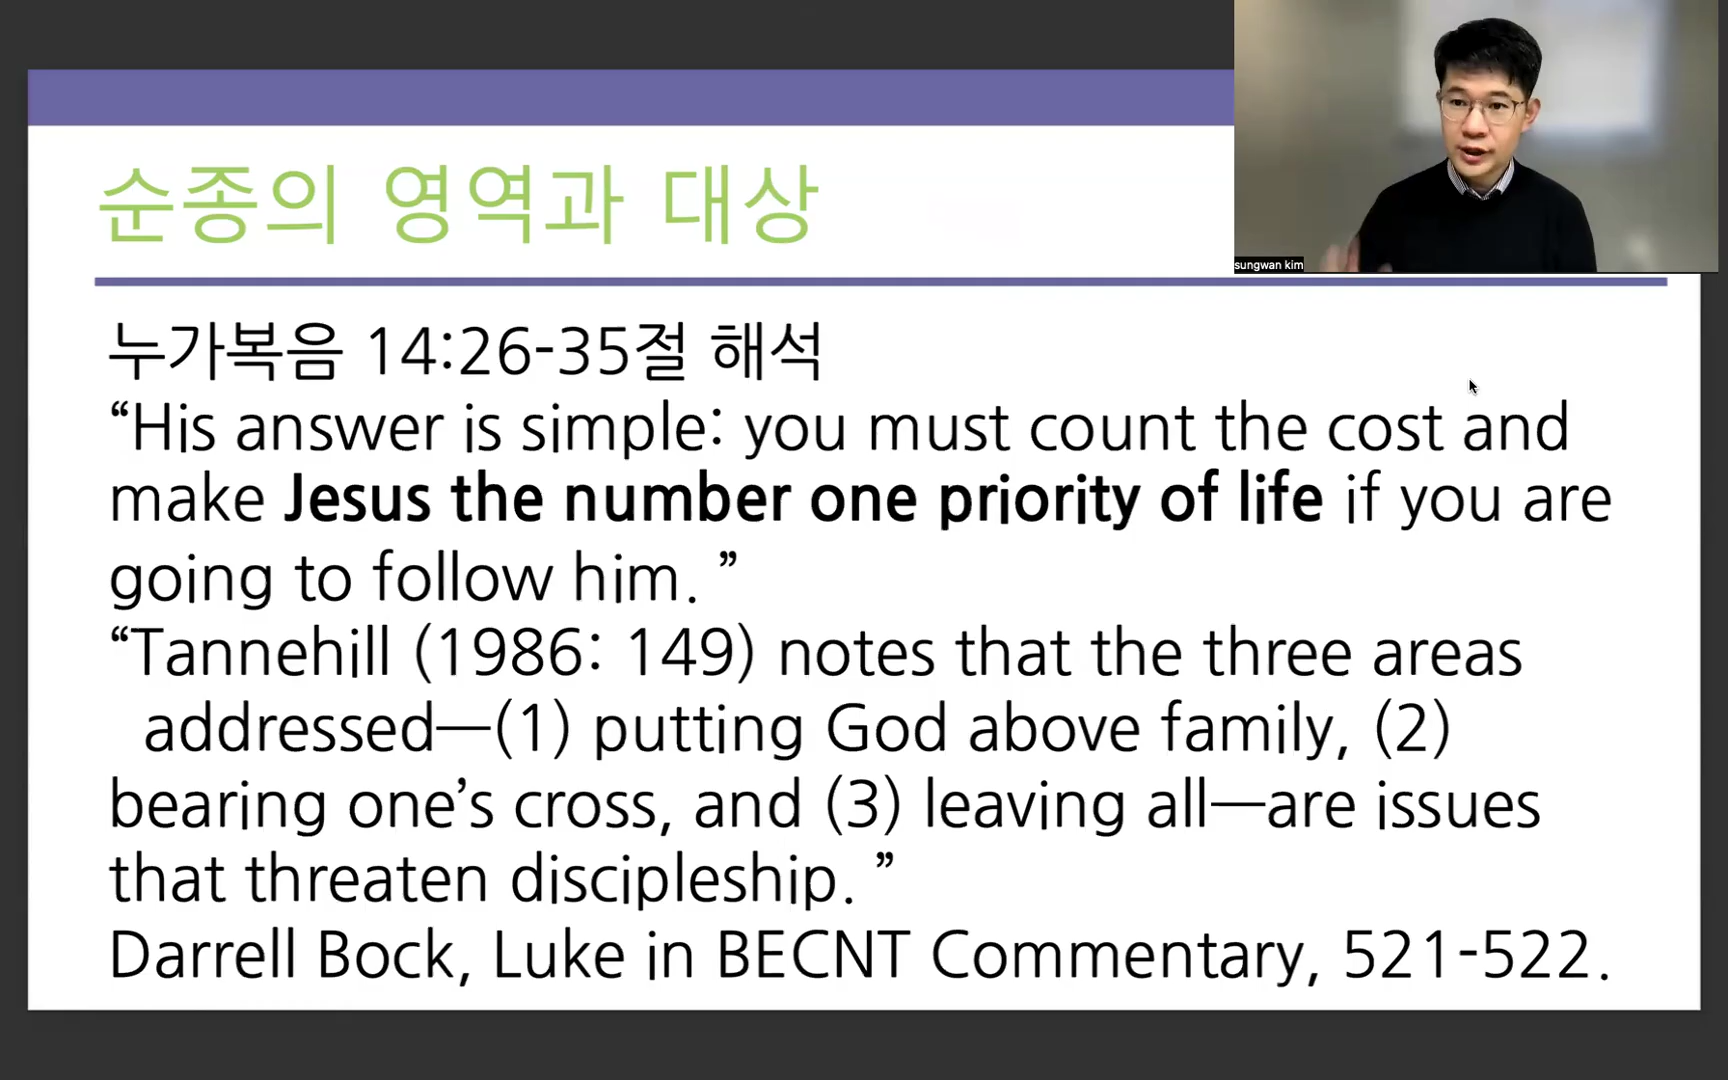 sungwan kim
순종의 영역과 대상
누가복음 14:26-35절 해석
“His answer is simple: you must count the cost and
make Jesus the number one priority of life if you are
going to follow him. ”
“Tannehill (1986: 149) notes that the three areas
addressed—(1) putting God above family, (2)
bearing one’s cross, and (3) leaving all—are issues
that threaten discipleship. ”
Darrell Bock, Luke in BECNT Commentary, 521-522.